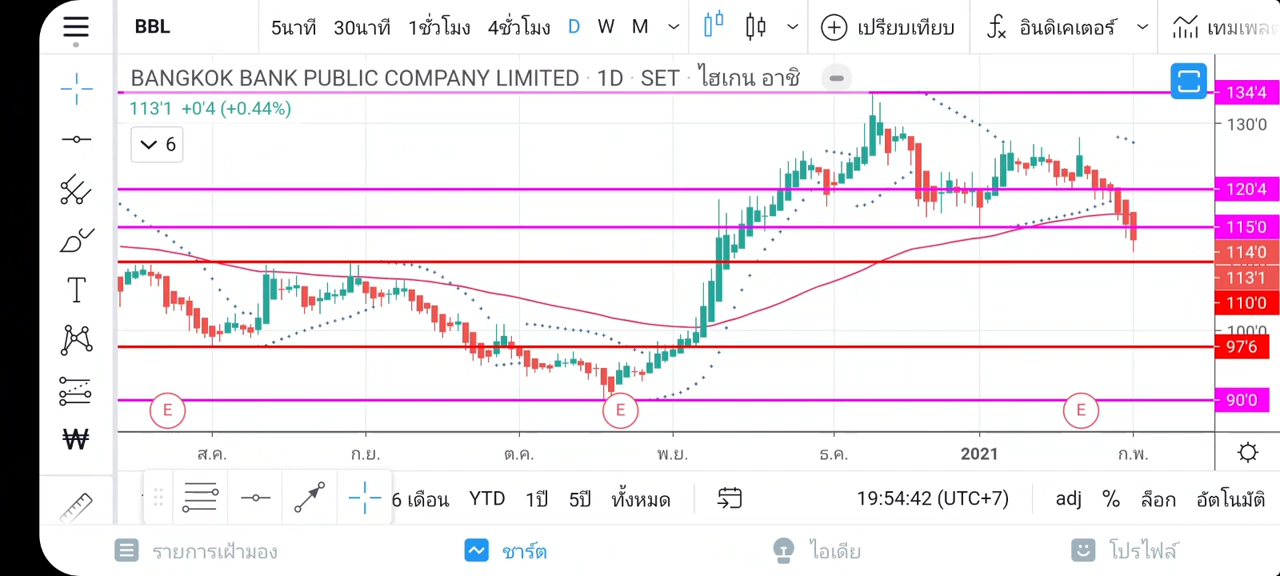 BBL 5นาที 30นาที 1ชั่วโมง 4ชั่วโมง D W M เปรียบเทียบ อินดิเคเตอร์
BANGKOK BANK PUBLIC COMPANY LIMITED · 1D · SET · ไฮเกน อาชิ
113'1 +0'4 (+0.44%)
6
134'4
130'0
120'4
115'0
114'0
113'1
110'0
100'0
97'6
90'0
E E E
ส.ค. ก.ย. ต.ค. พ.ย. ธ.ค. 2021 ก.พ.
6 เดือน YTD 1ปี 5ปี ทั้งหมด 19:54:42 (UTC+7) adj % ล็อก อัตโนมัติ
รายการเฝ้ามอง ชาร์ต ไอเดีย โปรไฟล์